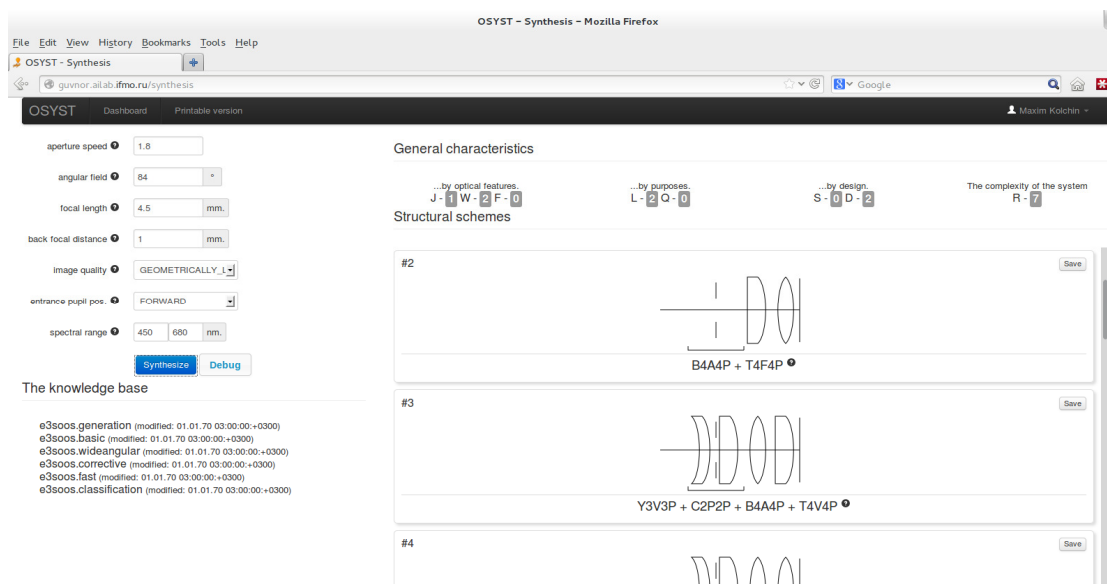 OSYST - Synthesis - Mozilla Firefox
File Edit View History Bookmarks Tools Help
OSYST - Synthesis
guvnor.ailab.ifmo.ru/synthesis
Google
OSYST Dashboard Printable version Maxim Kolchin
aperture speed 1.8
angular field 84 °
focal length 4.5 mm.
back focal distance 1 mm.
image quality GEOMETRICALLY_L
entrance pupil pos. FORWARD
spectral range 450 680 nm.
Synthesize Debug
The knowledge base
e3soos.generation (modified: 01.01.70 03:00:00:+0300)
e3soos.basic (modified: 01.01.70 03:00:00:+0300)
e3soos.wideangular (modified: 01.01.70 03:00:00:+0300)
e3soos.corrective (modified: 01.01.70 03:00:00:+0300)
e3soos.fast (modified: 01.01.70 03:00:00:+0300)
e3soos.classification (modified: 01.01.70 03:00:00:+0300)
General characteristics
...by optical features. ...by purposes. ...by design. The complexity of the system
J - 1 W - 2 F - 0 L - 2 Q - 0 S - 0 D - 2 R - 7
Structural schemes
#2 Save
B4A4P + T4F4P
#3 Save
Y3V3P + C2P2P + B4A4P + T4V4P
#4 Save